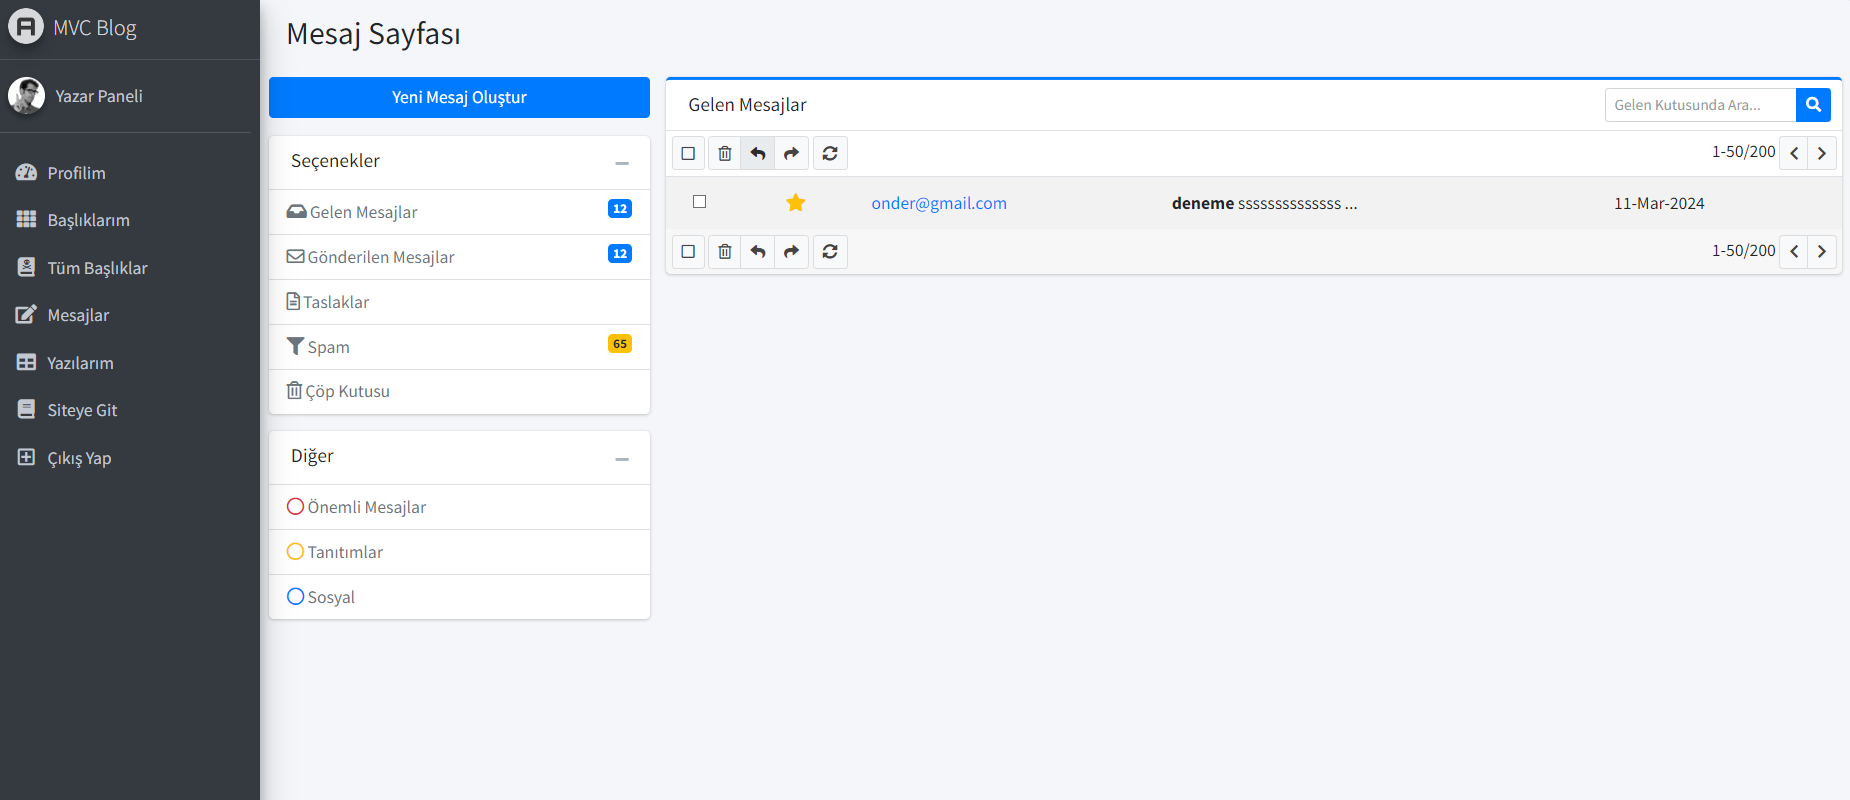 MVC Blog
Yazar Paneli
Profilim
Başlıklarım
Tüm Başlıklar
Mesajlar
Yazılarım
Siteye Git
Çıkış Yap
Mesaj Sayfası
Yeni Mesaj Oluştur
Seçenekler
Gelen Mesajlar 12
Gönderilen Mesajlar 12
Taslaklar
Spam 65
Çöp Kutusu
Diğer
Önemli Mesajlar
Tanıtımlar
Sosyal
Gelen Mesajlar
Gelen Kutusunda Ara...
1-50/200
onder@gmail.com deneme ssssssssssssss ... 11-Mar-2024
1-50/200